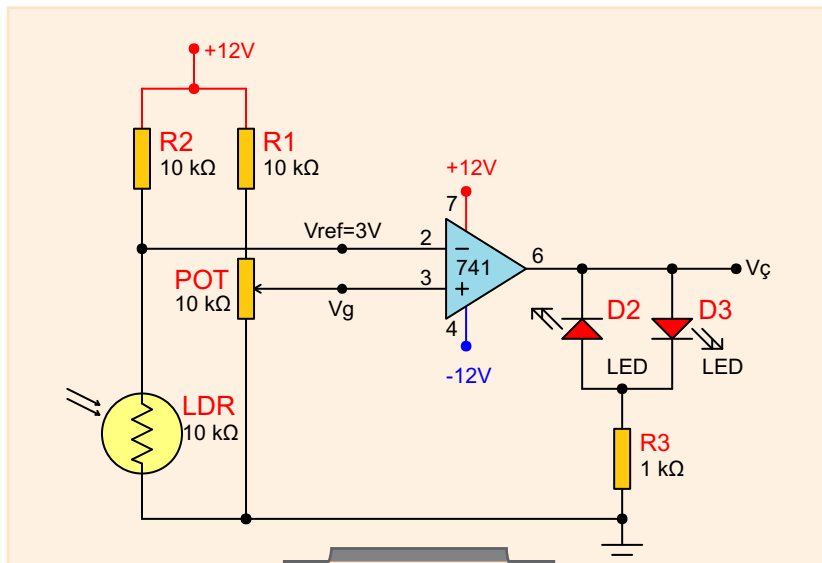 +12V
R2
10 kΩ
R1
10 kΩ
+12V
7
Vref=3V
2
−
741
6
Vç
POT
10 kΩ
3
+
Vg
4
-12V
D2
LED
D3
LED
LDR
10 kΩ
R3
1 kΩ